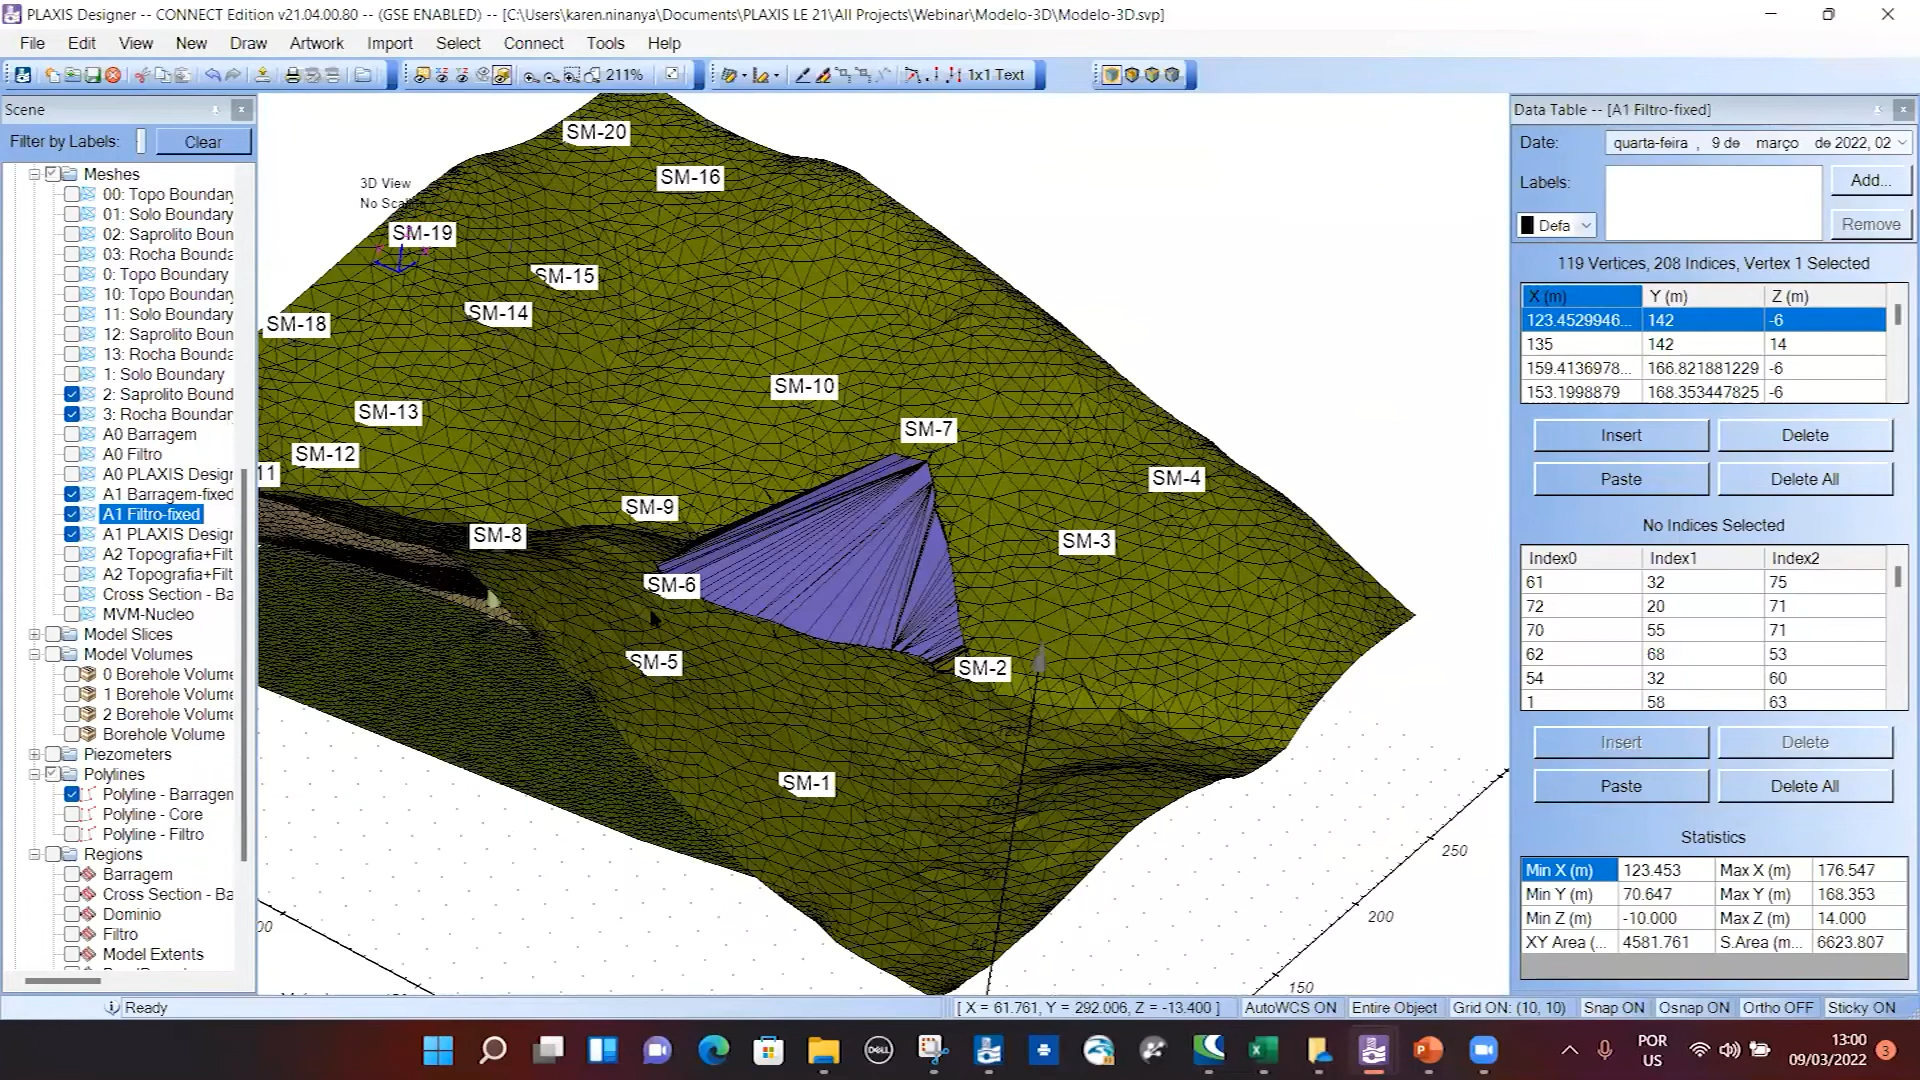 PLAXIS Designer -- CONNECT Edition v21.04.00.80 -- (GSE ENABLED) -- [C:\Users\karen.ninanya\Documents\PLAXIS LE 21\All Projects\Webinar\Modelo-3D\Modelo-3D.svp]
File Edit View New Draw Artwork Import Select Connect Tools Help
211% 1x1 Text
Scene
Filter by Labels: Clear
Meshes
00: Topo Boundary
01: Solo Boundary
02: Saprolito Boun
03: Rocha Bounda
0: Topo Boundary
10: Topo Boundary
11: Solo Boundary
12: Saprolito Boun
13: Rocha Bounda
1: Solo Boundary
2: Saprolito Bound
3: Rocha Boundar
A0 Barragem
A0 Filtro
A0 PLAXIS Design
A1 Barragem-fixed
A1 Filtro-fixed
A1 PLAXIS Design
A2 Topografia+Filt
A2 Topografia+Filt
Cross Section - Ba
MVM-Nucleo
Model Slices
Model Volumes
0 Borehole Volume
1 Borehole Volume
2 Borehole Volume
Borehole Volume
Piezometers
Polylines
Polyline - Barragen
Polyline - Core
Polyline - Filtro
Regions
Barragem
Cross Section - Ba
Dominio
Filtro
Model Extents
3D View
SM-20
SM-16
SM-19
SM-15
SM-14
SM-18
SM-10
SM-13
SM-7
SM-12
11
SM-4
SM-9
SM-8
SM-3
SM-6
SM-5
SM-2
SM-1
250
200
150
00
Data Table -- [A1 Filtro-fixed]
Date: quarta-feira , 9 de março de 2022, 02
Labels: Add...
Defa Remove
119 Vertices, 208 Indices, Vertex 1 Selected
X (m) Y (m) Z (m)
123.4529946... 142 -6
135 142 14
159.4136978... 166.821881229 -6
153.1998879 168.353447825 -6
Insert Delete
Paste Delete All
No Indices Selected
Index0 Index1 Index2
61 32 75
72 20 71
70 55 71
62 68 53
54 32 60
1 58 63
Insert Delete
Paste Delete All
Statistics
Min X (m) 123.453 Max X (m) 176.547
Min Y (m) 70.647 Max Y (m) 168.353
Min Z (m) -10.000 Max Z (m) 14.000
XY Area (... 4581.761 S.Area (m... 6623.807
Ready [ X = 61.761, Y = 292.006, Z = -13.400 ] AutoWCS ON Entire Object Grid ON: (10, 10) Snap ON Osnap ON Ortho OFF Sticky ON
DELL
POR
US
13:00
09/03/2022
3